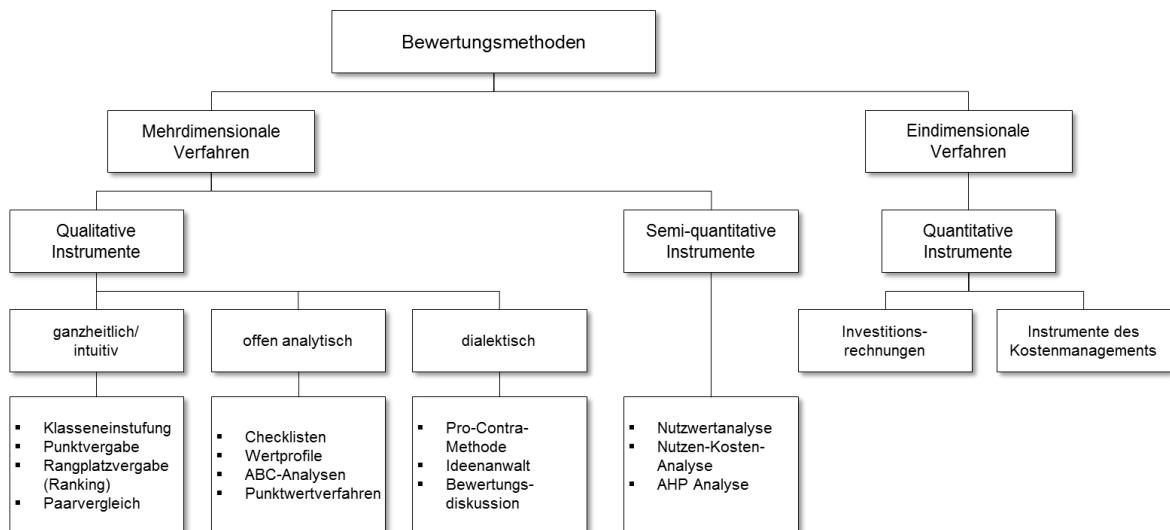 Bewertungsmethoden
Mehrdimensionale
Verfahren
Eindimensionale
Verfahren
Qualitative
Instrumente
Semi-quantitative
Instrumente
Quantitative
Instrumente
ganzheitlich/
intuitiv
offen analytisch
dialektisch
Investitions-
rechnungen
Instrumente des
Kostenmanagements
▪ Klasseneinstufung
▪ Punktvergabe
▪ Rangplatzvergabe
(Ranking)
▪ Paarvergleich
▪ Checklisten
▪ Wertprofile
▪ ABC-Analysen
▪ Punktwertverfahren
▪ Pro-Contra-
Methode
▪ Ideenanwalt
▪ Bewertungs-
diskussion
▪ Nutzwertanalyse
▪ Nutzen-Kosten-
Analyse
▪ AHP Analyse